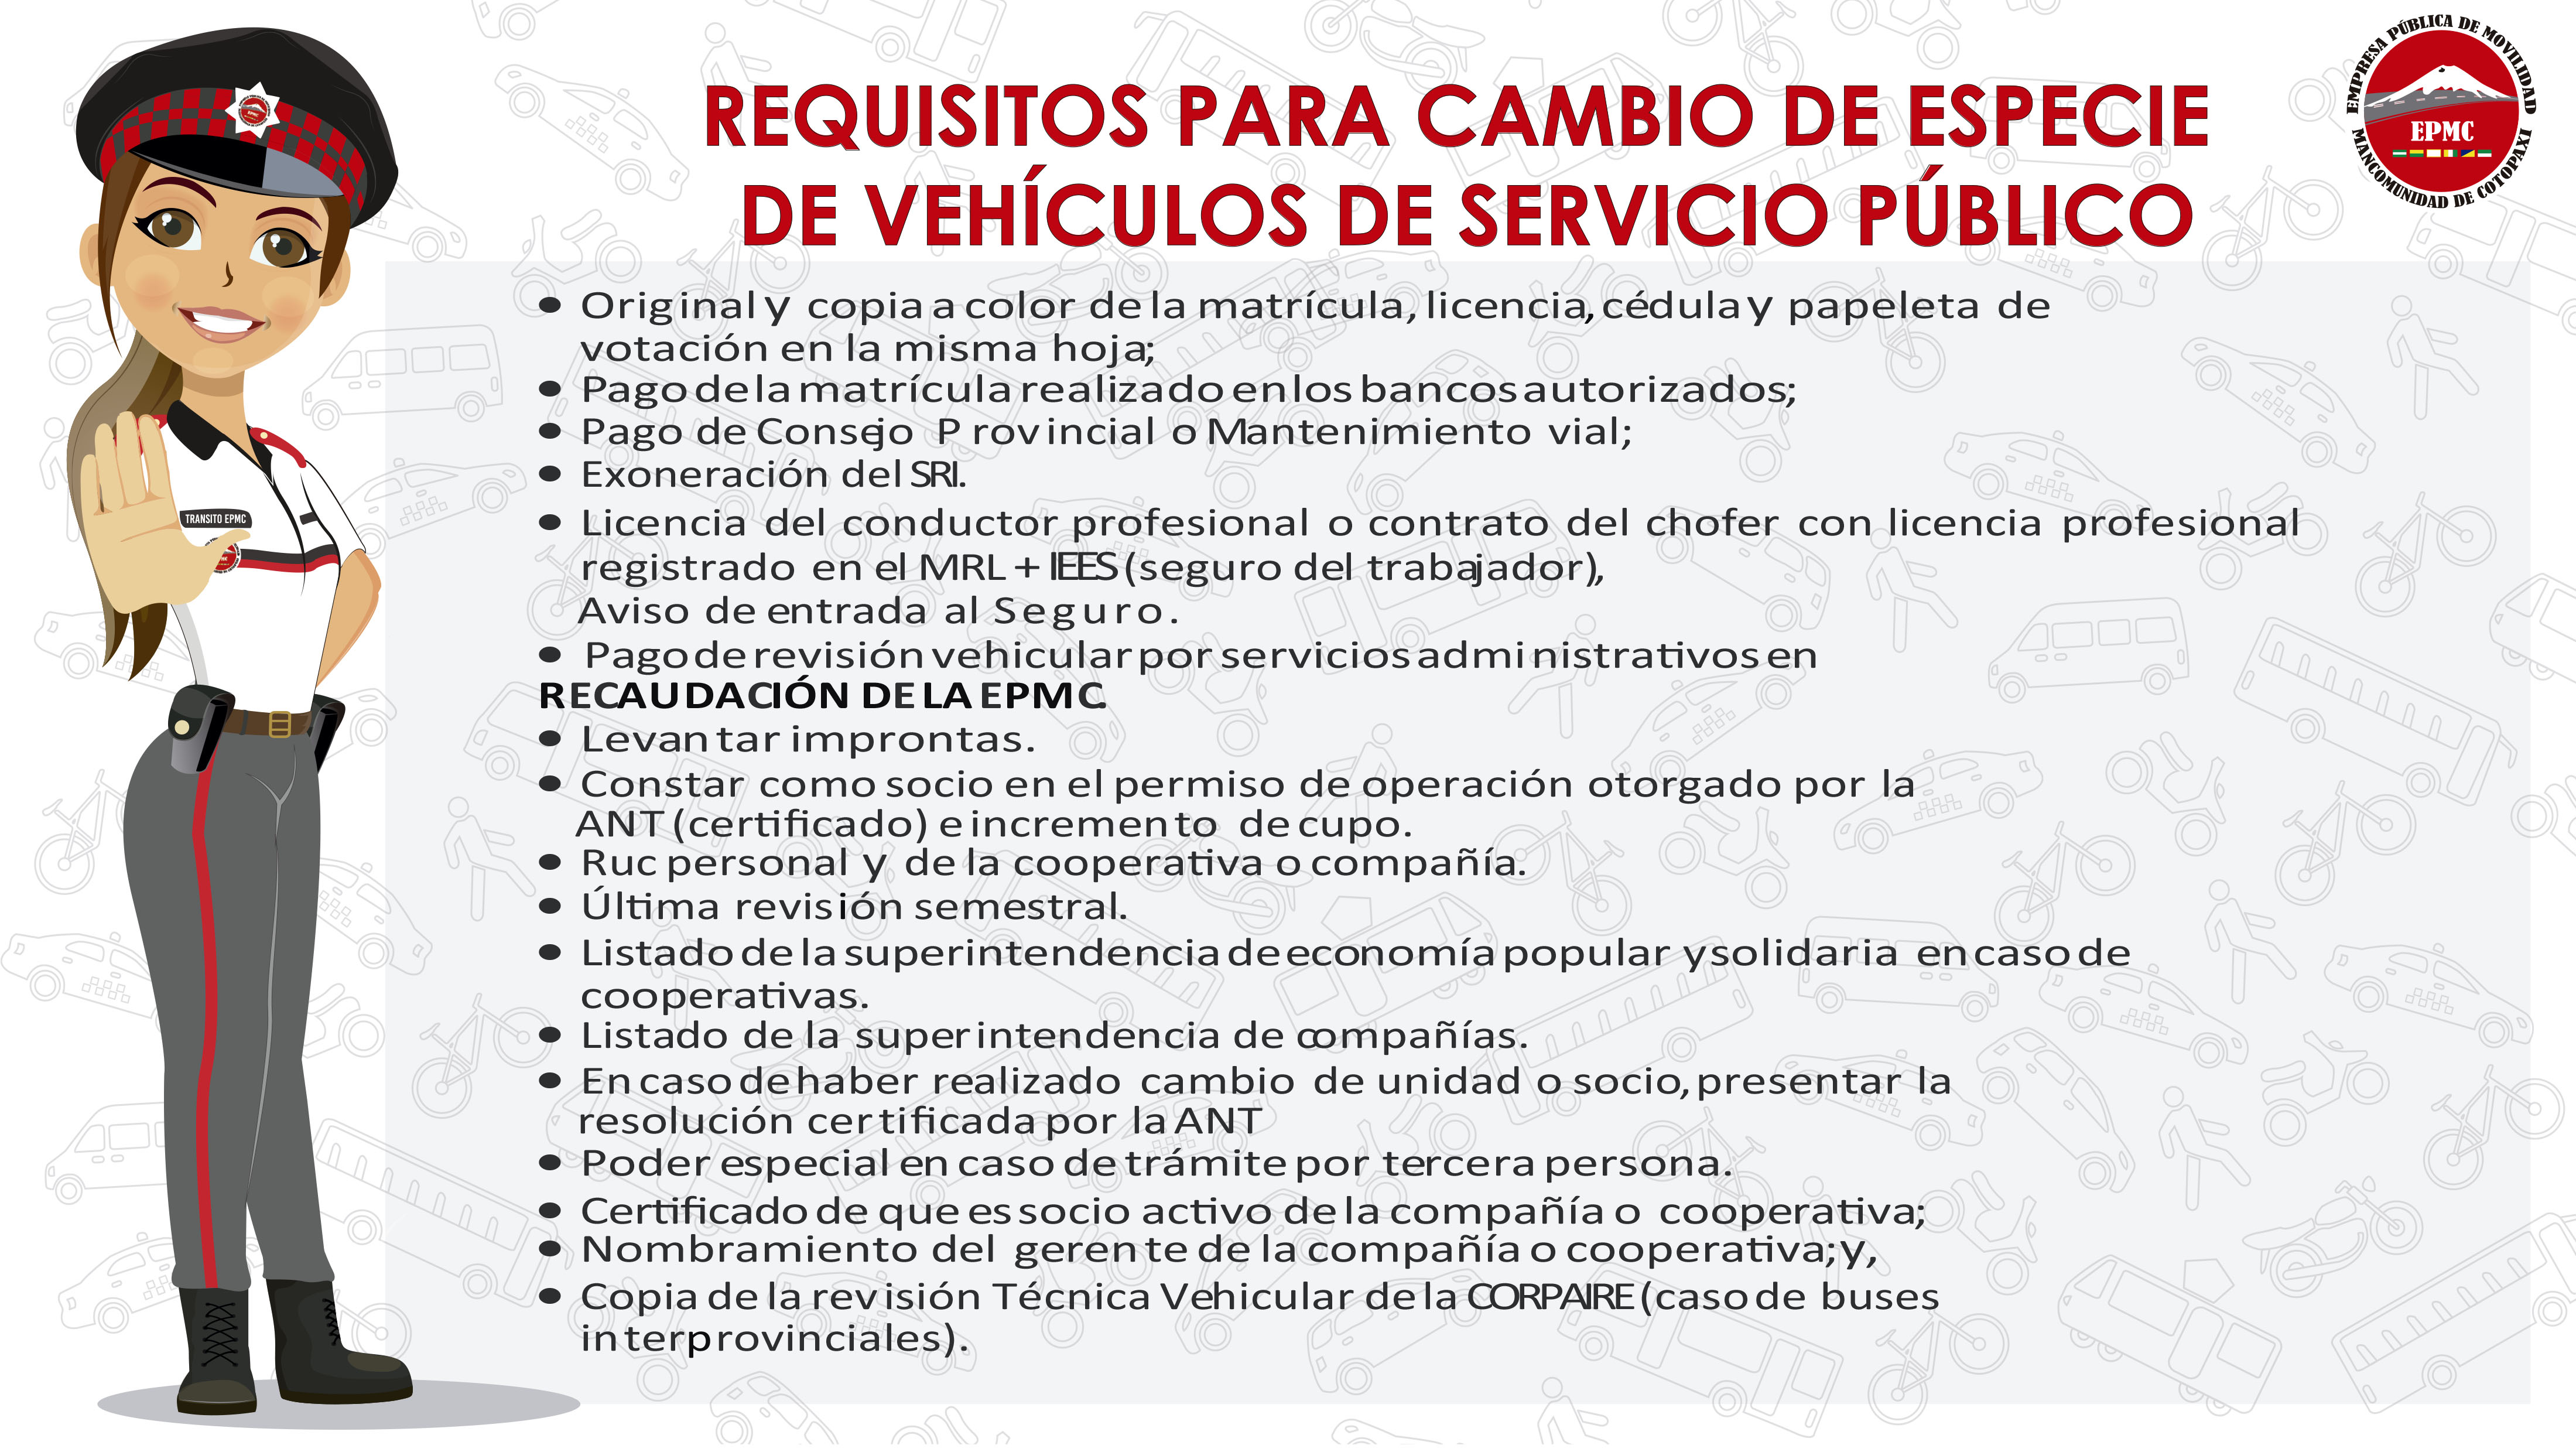 REQUISITOS PARA CAMBIO DE ESPECIE
DE VEHÍCULOS DE SERVICIO PÚBLICO
EMPRESA PÚBLICA DE MOVILIDAD
EPMC
MANCOMUNIDAD DE COTOPAXI
TRANSITO EPMC
• Original y copia a color de la matrícula, licencia, cédula y papeleta de
votación en la misma hoja;
• Pago de la matrícula realizado en los bancos autorizados;
• Pago de Consejo Provincial o Mantenimiento vial;
• Exoneración del SRI.
• Licencia del conductor profesional o contrato del chofer con licencia profesional
registrado en el MRL + IEES (seguro del trabajador),
Aviso de entrada al Seguro.
• Pago de revisión vehicular por servicios administrativos en
RECAUDACIÓN DE LA EPMC.
• Levantar improntas.
• Constar como socio en el permiso de operación otorgado por la
ANT (certificado) e incremento de cupo.
• Ruc personal y de la cooperativa o compañía.
• Última revisión semestral.
• Listado de la superintendencia de economía popular y solidaria en caso de
cooperativas.
• Listado de la superintendencia de compañías.
• En caso de haber realizado cambio de unidad o socio, presentar la
resolución certificada por la ANT
• Poder especial en caso de trámite por tercera persona.
• Certificado de que es socio activo de la compañía o cooperativa;
• Nombramiento del gerente de la compañía o cooperativa; y,
• Copia de la revisión Técnica Vehicular de la CORPAIRE (caso de buses
interprovinciales).